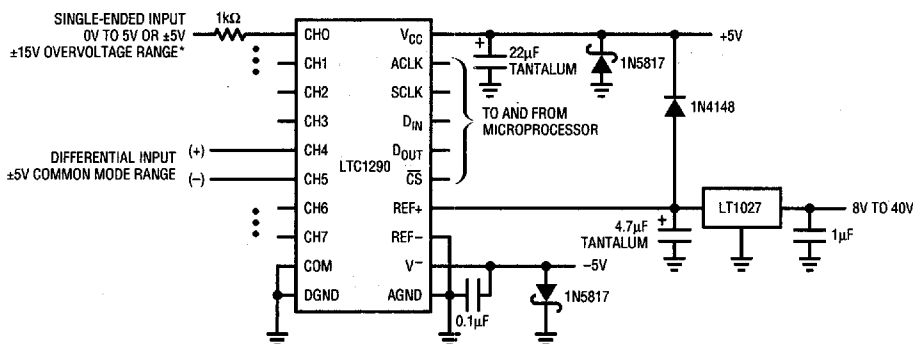 SINGLE-ENDED INPUT
0V TO 5V OR ±5V
±15V OVERVOLTAGE RANGE*
1kΩ
CH0
CH1
CH2
CH3
DIFFERENTIAL INPUT
±5V COMMON MODE RANGE
(+)
(–)
CH4
CH5
CH6
CH7
COM
DGND
LTC1290
VCC
ACLK
SCLK
DIN
DOUT
CS
REF+
REF–
V–
AGND
+
22µF
TANTALUM
1N5817
+5V
TO AND FROM
MICROPROCESSOR
1N4148
LT1027
8V TO 40V
+
4.7µF
TANTALUM
1µF
–5V
0.1µF
1N5817